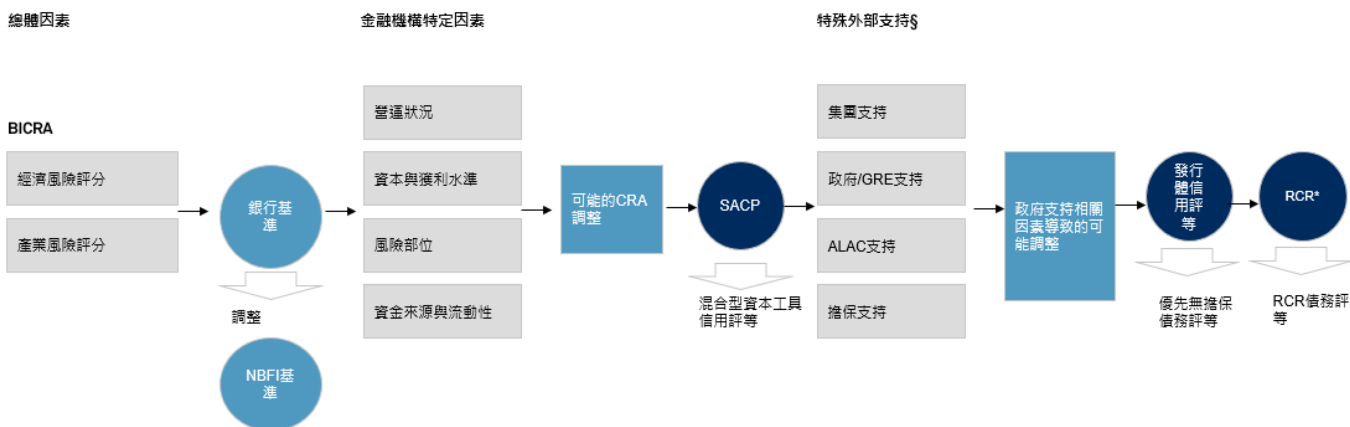 總體因素
金融機構特定因素
特殊外部支持§
BICRA
經濟風險評分
產業風險評分
銀行基
準
調整
NBFI基
準
營運狀況
資本與獲利水準
風險部位
資金來源與流動性
可能的CRA
調整
SACP
混合型資本工具
信用評等
集團支持
政府/GRE支持
ALAC支持
擔保支持
政府支持相關
因素導致的可
能調整
發行
體信
用評
等
優先無擔保
債務評等
RCR*
RCR債務評
等